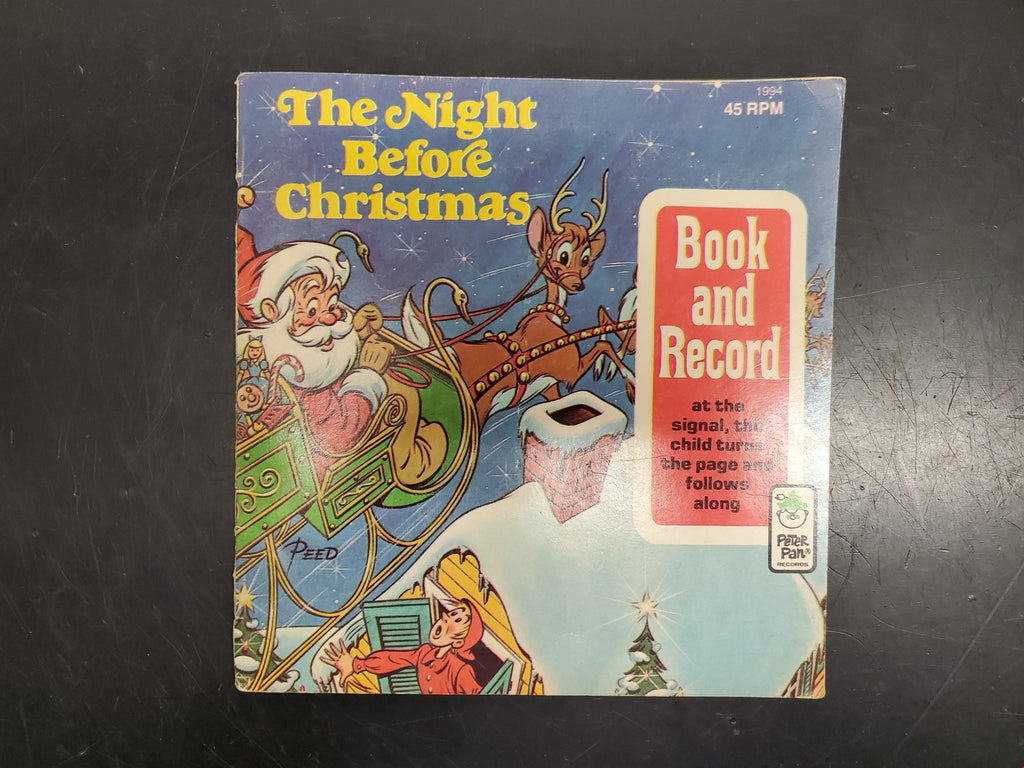 The Night
Before
Christmas
1994
45 RPM
Book
and
Record
at the
signal, the
child turns
the page and
follows
along
PETER
PAN®
RECORDS
PEED